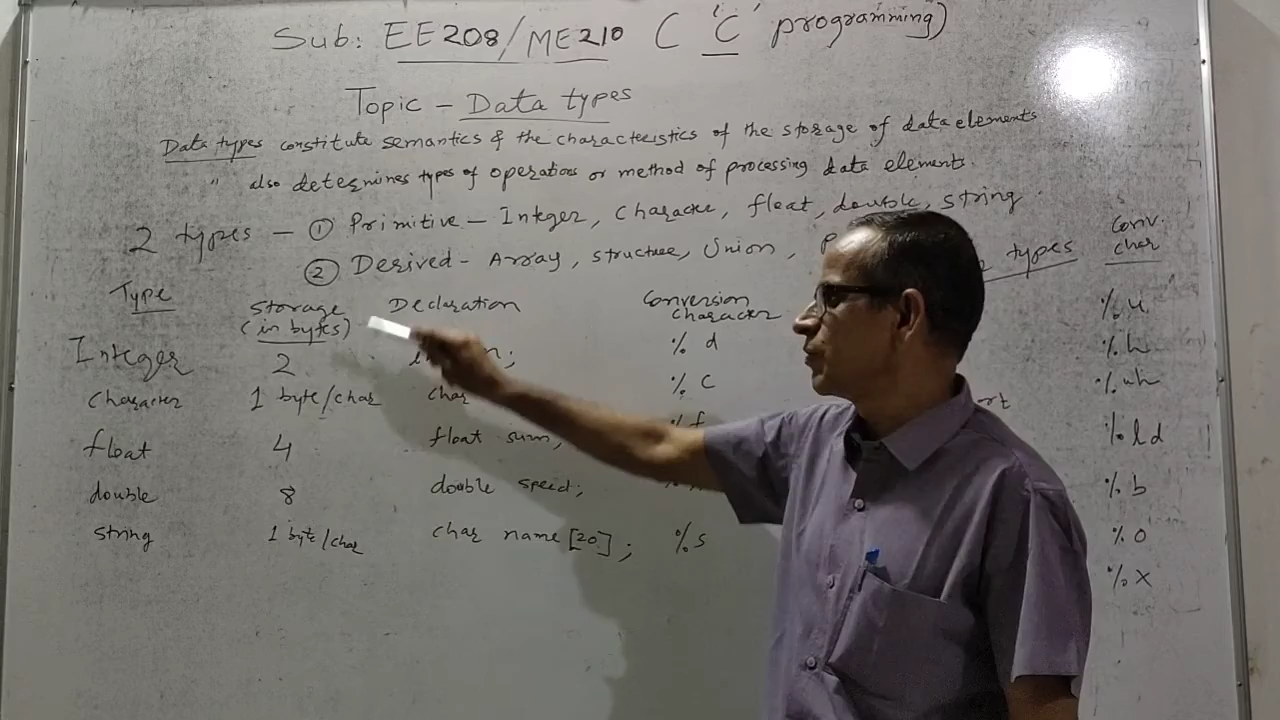 Sub: EE208/ME210 ( 'C' programming)
Topic - Data types
Data types constitute semantics & the characteristics of the storage of data elements
" also determines types of operations or method of processing data elements.
2 types - ① Primitive - Integer, Character, float, double, string
② Derived - Array, structure, Union,
types Conv. char
Type Storage (in bytes) Declaration Conversion Character
%u
Integer 2 %d %h
Character 1 byte/char char %c %uh
float 4 float sum; %ld
double 8 double speed; %b
string 1 byte/char char name [20]; %s %o
%x